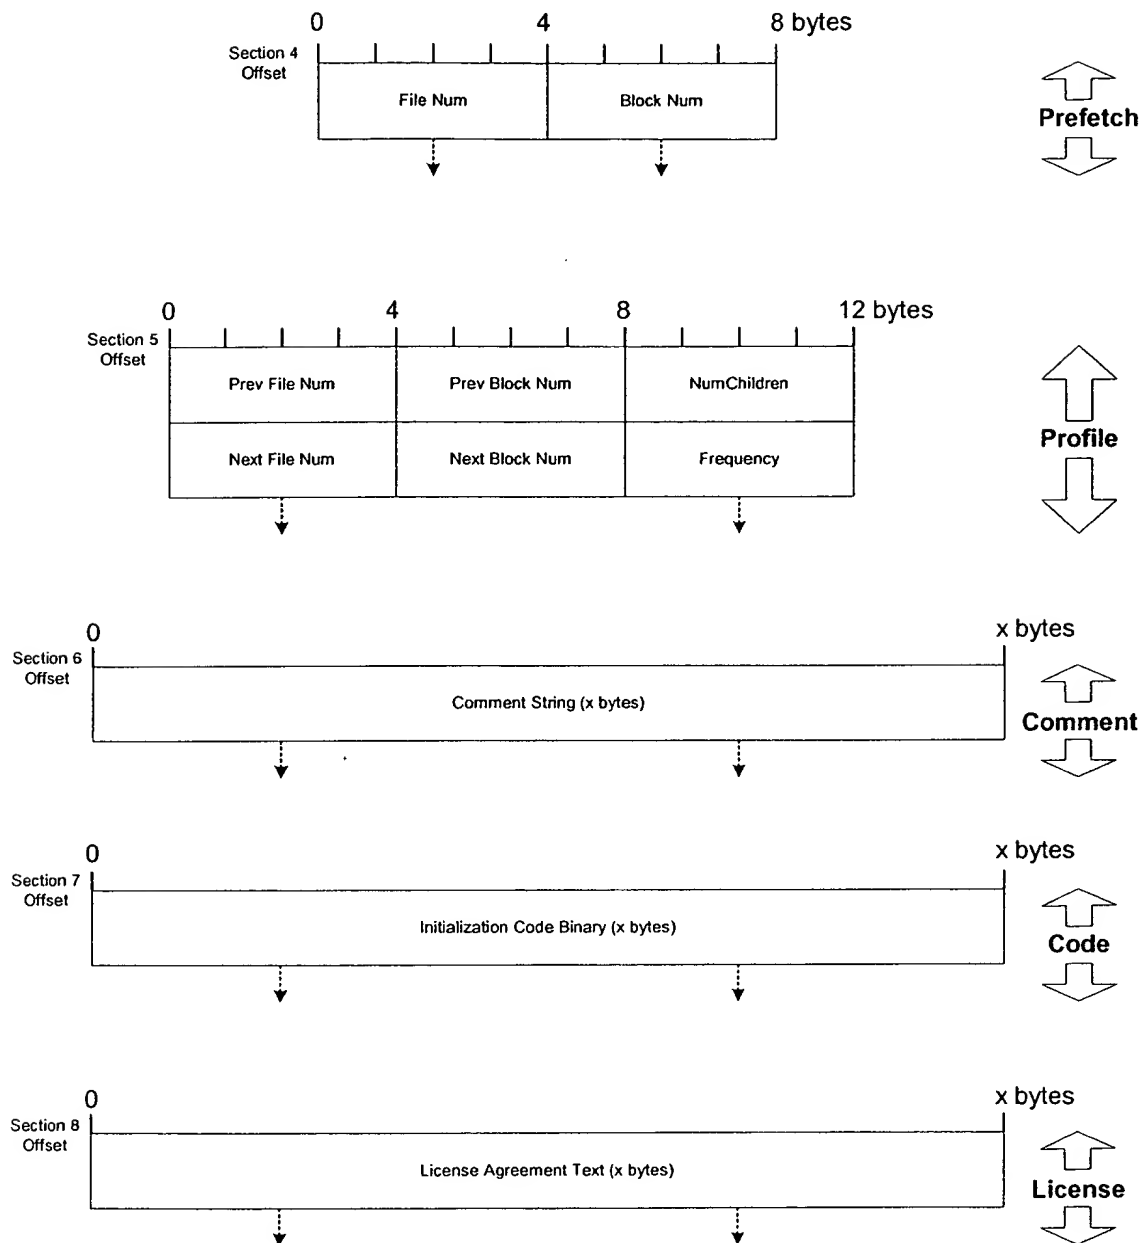 0 4 8 bytes
Section 4
Offset
File Num Block Num
Prefetch
0 4 8 12 bytes
Section 5
Offset
Prev File Num Prev Block Num NumChildren
Next File Num Next Block Num Frequency
Profile
0 x bytes
Section 6
Offset
Comment String (x bytes)
Comment
0 x bytes
Section 7
Offset
Initialization Code Binary (x bytes)
Code
0 x bytes
Section 8
Offset
License Agreement Text (x bytes)
License